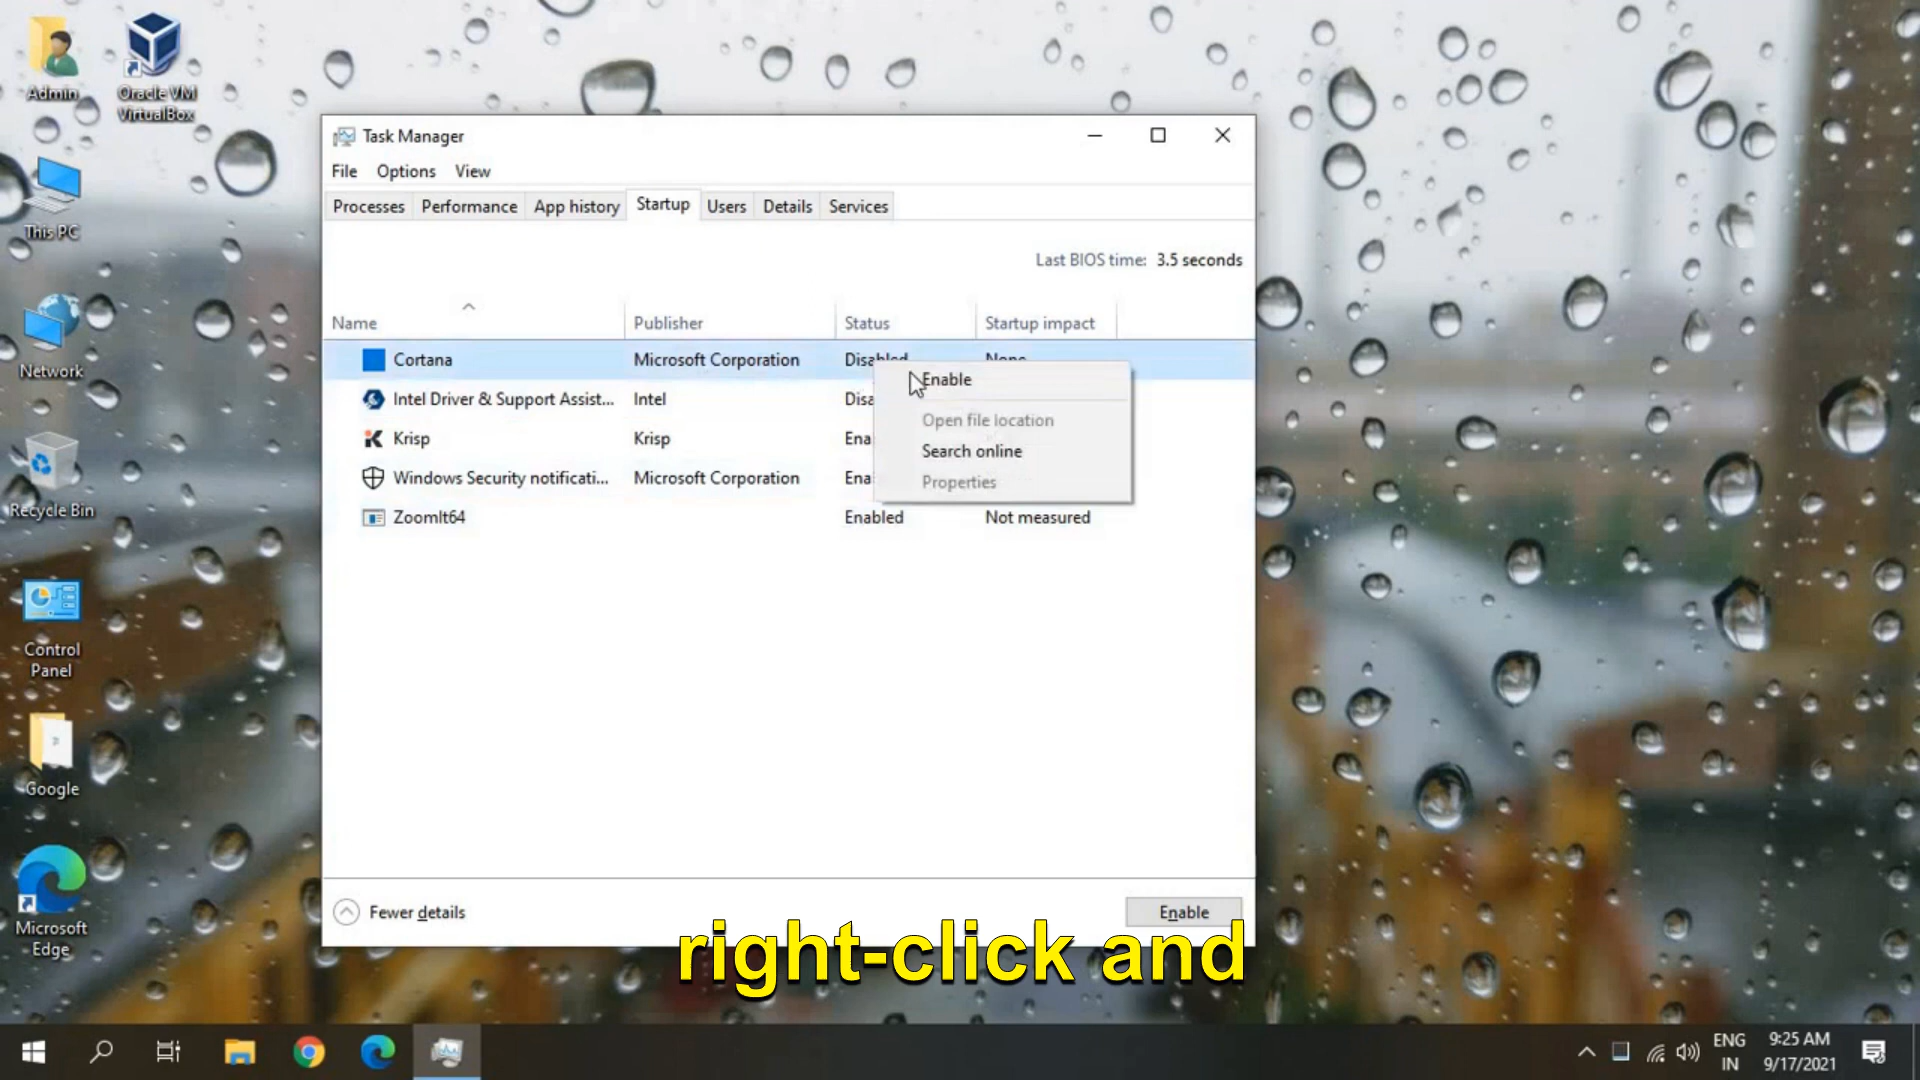 Admin
Oracle VM
VirtualBox
This PC
Network
Recycle Bin
Control
Panel
Google
Microsoft
Edge
Task Manager
File Options View
Processes Performance App history Startup Users Details Services
Last BIOS time: 3.5 seconds
Name Publisher Status Startup impact
Cortana Microsoft Corporation Disabled None
Intel Driver & Support Assist... Intel Disa
Krisp Krisp Ena
Windows Security notificati... Microsoft Corporation Ena
ZoomIt64 Enabled Not measured
Enable
Open file location
Search online
Properties
Fewer details Enable
right-click and
ENG
IN
9:25 AM
9/17/2021